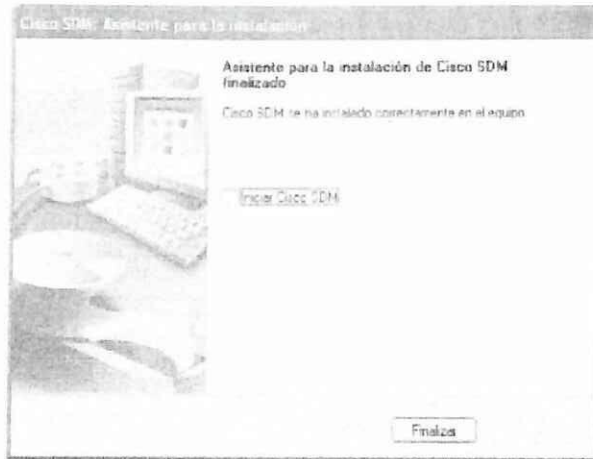 Cisco SDM: Asistente para la instalación
Asistente para la instalación de Cisco SDM
finalizado
Cisco SDM se ha instalado correctamente en el equipo
Iniciar Cisco SDM
Finalizar